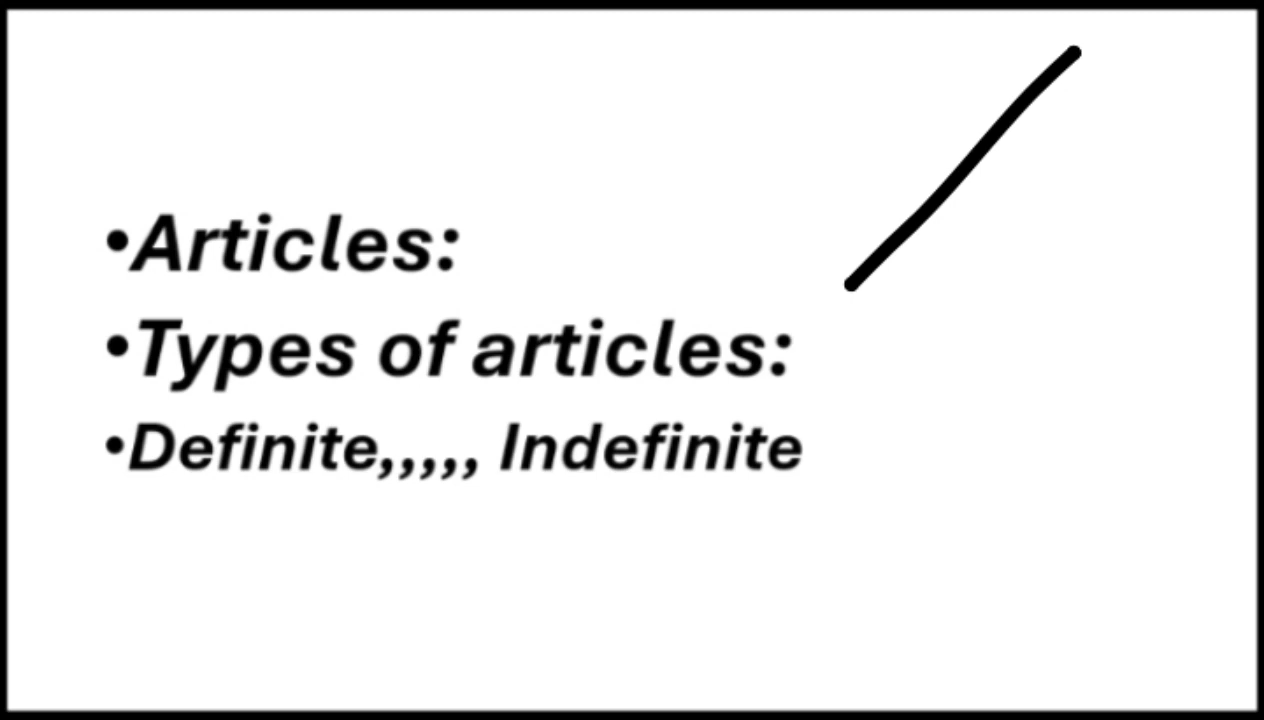 •Articles:
•Types of articles:
•Definite,,,,, Indefinite